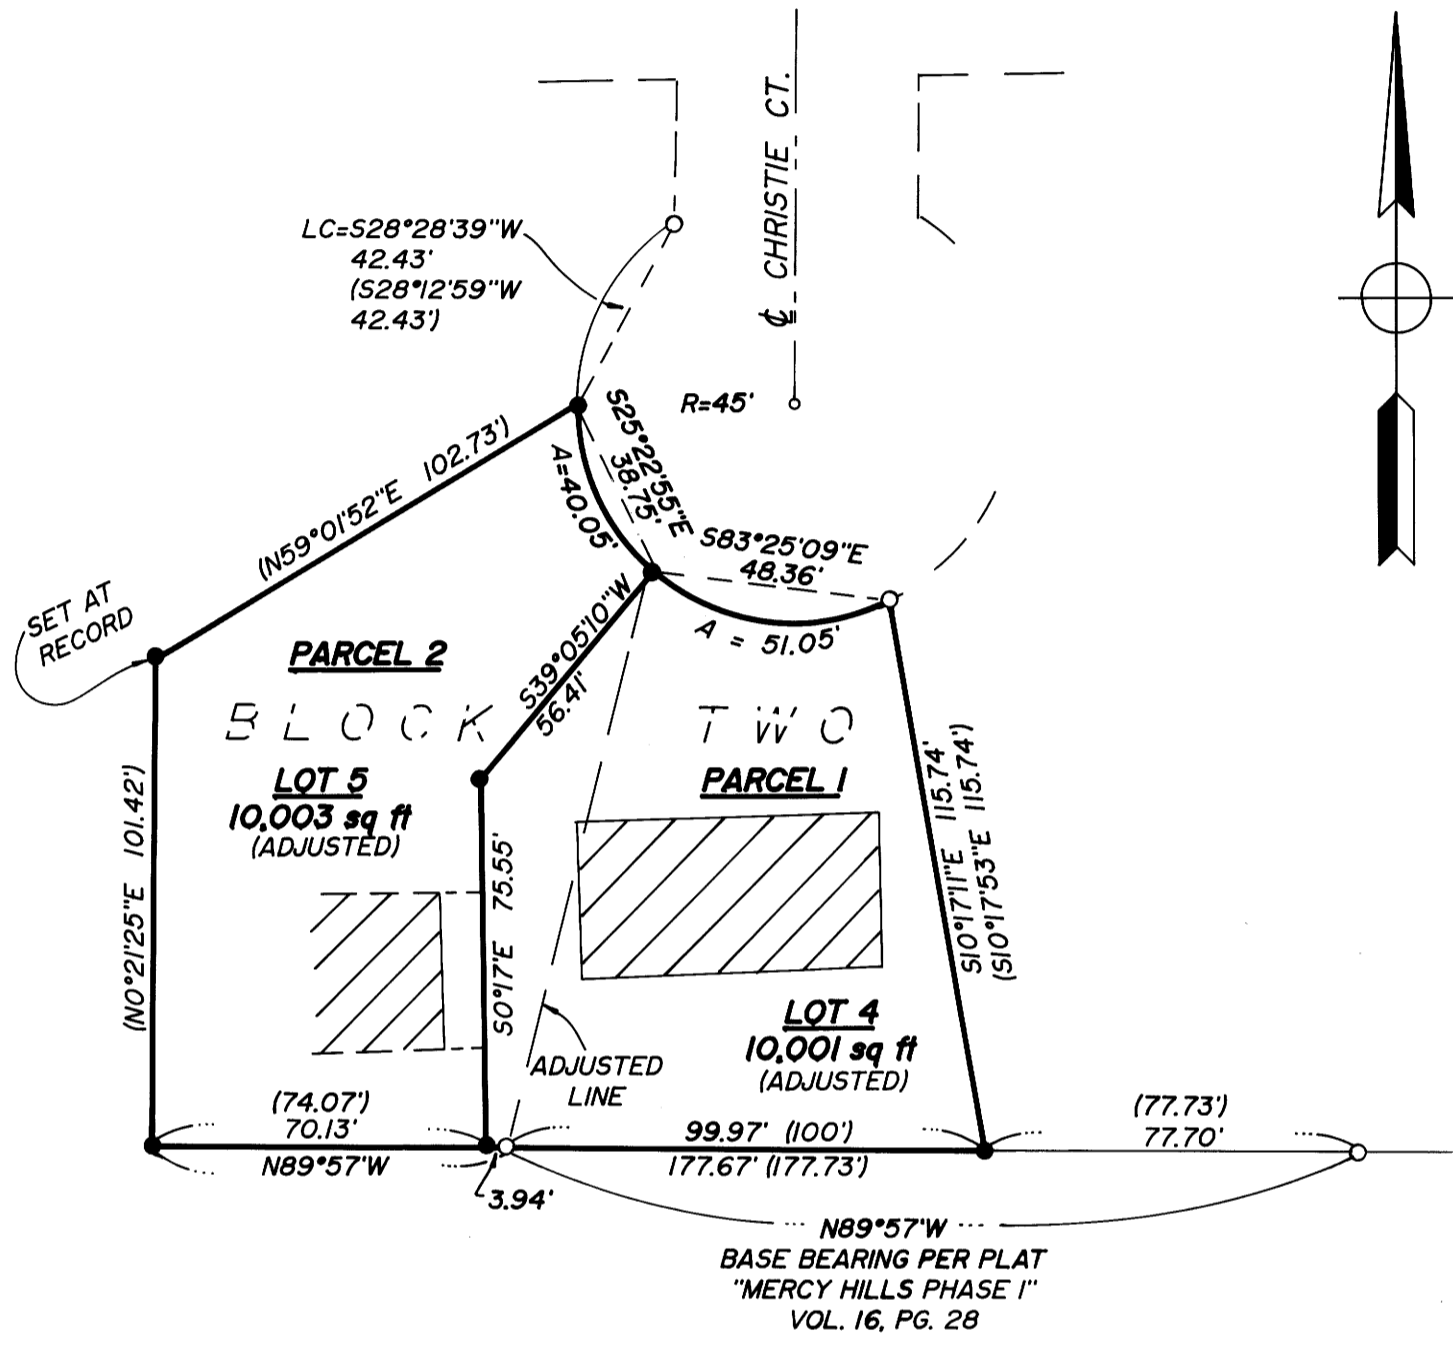 ℄ CHRISTIE CT.
LC=S28°28'39"W
42.43'
(S28°12'59"W
42.43')
R=45'
S25°22'55"E
38.75'
A=40.05'
(N59°01'52"E 102.73')
S83°25'09"E
48.36'
A = 51.05'
SET AT
RECORD
S39°05'10"W
56.41'
PARCEL 2
BLOCK TWO
LOT 5
10,003 sq ft
(ADJUSTED)
PARCEL 1
(N0°21'25"E 101.42')
S0°17'E 75.55'
S10°17'11"E 115.74'
(S10°17'53"E 115.74')
LOT 4
10,001 sq ft
(ADJUSTED)
ADJUSTED
LINE
(74.07')
70.13'
N89°57'W
3.94'
99.97' (100')
177.67' (177.73')
(77.73')
77.70'
N89°57'W
BASE BEARING PER PLAT
"MERCY HILLS PHASE I"
VOL. 16, PG. 28